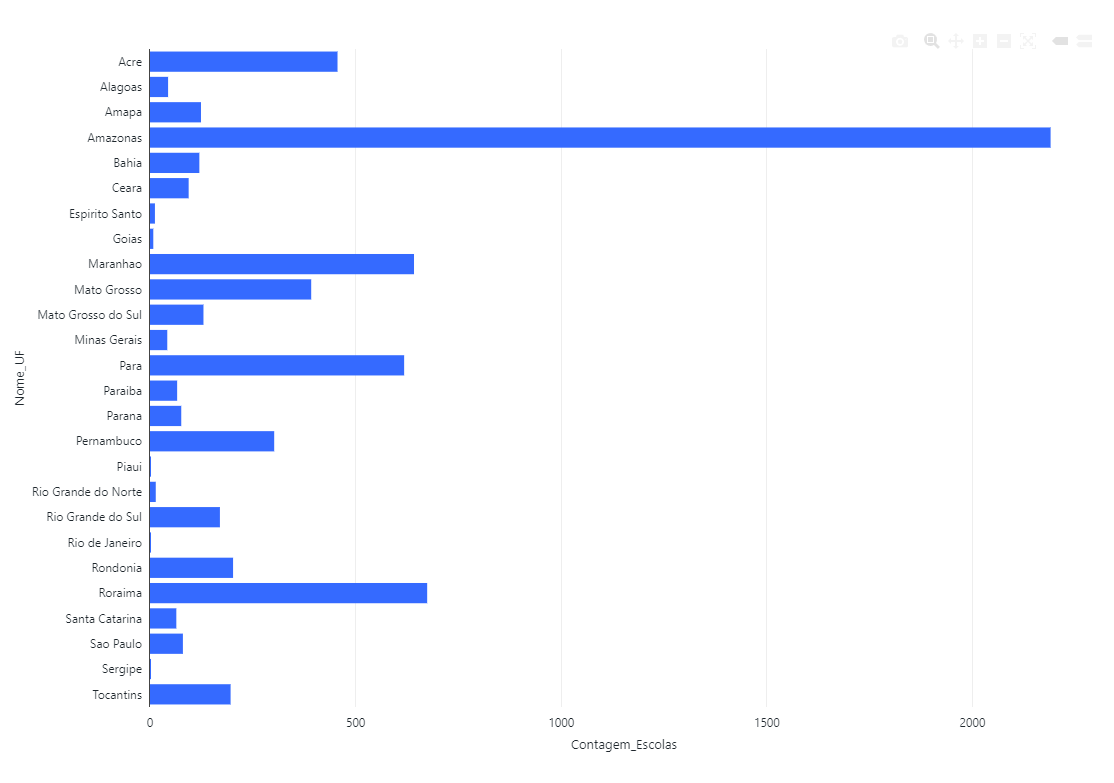 Acre
Alagoas
Amapa
Amazonas
Bahia
Ceara
Espirito Santo
Goias
Maranhao
Mato Grosso
Mato Grosso do Sul
Minas Gerais
Para
Paraiba
Parana
Pernambuco
Piaui
Rio Grande do Norte
Rio Grande do Sul
Rio de Janeiro
Rondonia
Roraima
Santa Catarina
Sao Paulo
Sergipe
Tocantins
Nome_UF
0 500 1000 1500 2000
Contagem_Escolas